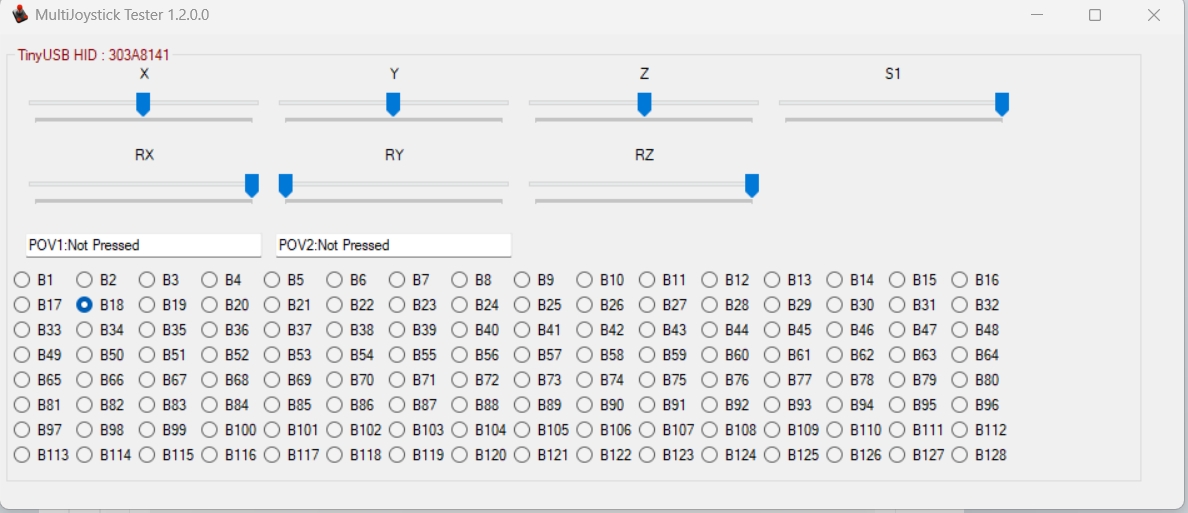 MultiJoystick Tester 1.2.0.0
TinyUSB HID : 303A8141
X Y Z S1
RX RY RZ
POV1:Not Pressed POV2:Not Pressed
B1 B2 B3 B4 B5 B6 B7 B8 B9 B10 B11 B12 B13 B14 B15 B16
B17 B18 B19 B20 B21 B22 B23 B24 B25 B26 B27 B28 B29 B30 B31 B32
B33 B34 B35 B36 B37 B38 B39 B40 B41 B42 B43 B44 B45 B46 B47 B48
B49 B50 B51 B52 B53 B54 B55 B56 B57 B58 B59 B60 B61 B62 B63 B64
B65 B66 B67 B68 B69 B70 B71 B72 B73 B74 B75 B76 B77 B78 B79 B80
B81 B82 B83 B84 B85 B86 B87 B88 B89 B90 B91 B92 B93 B94 B95 B96
B97 B98 B99 B100 B101 B102 B103 B104 B105 B106 B107 B108 B109 B110 B111 B112
B113 B114 B115 B116 B117 B118 B119 B120 B121 B122 B123 B124 B125 B126 B127 B128